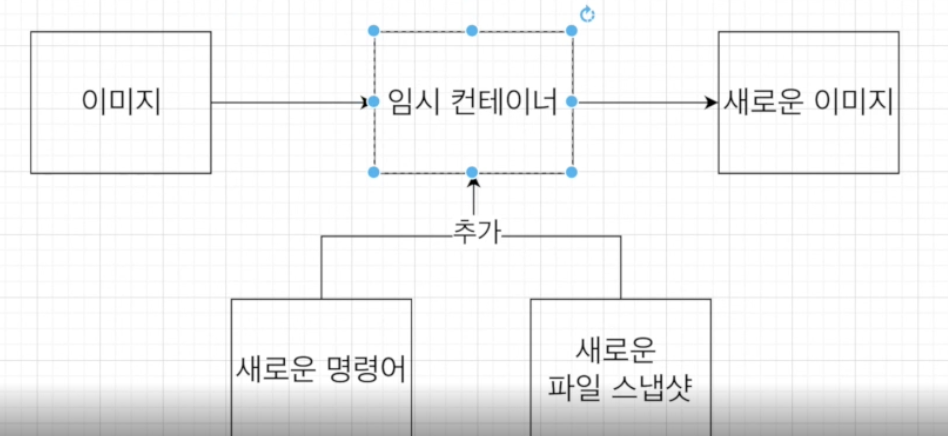 이미지
임시 컨테이너
새로운 이미지
추가
새로운 명령어
새로운
파일 스냅샷